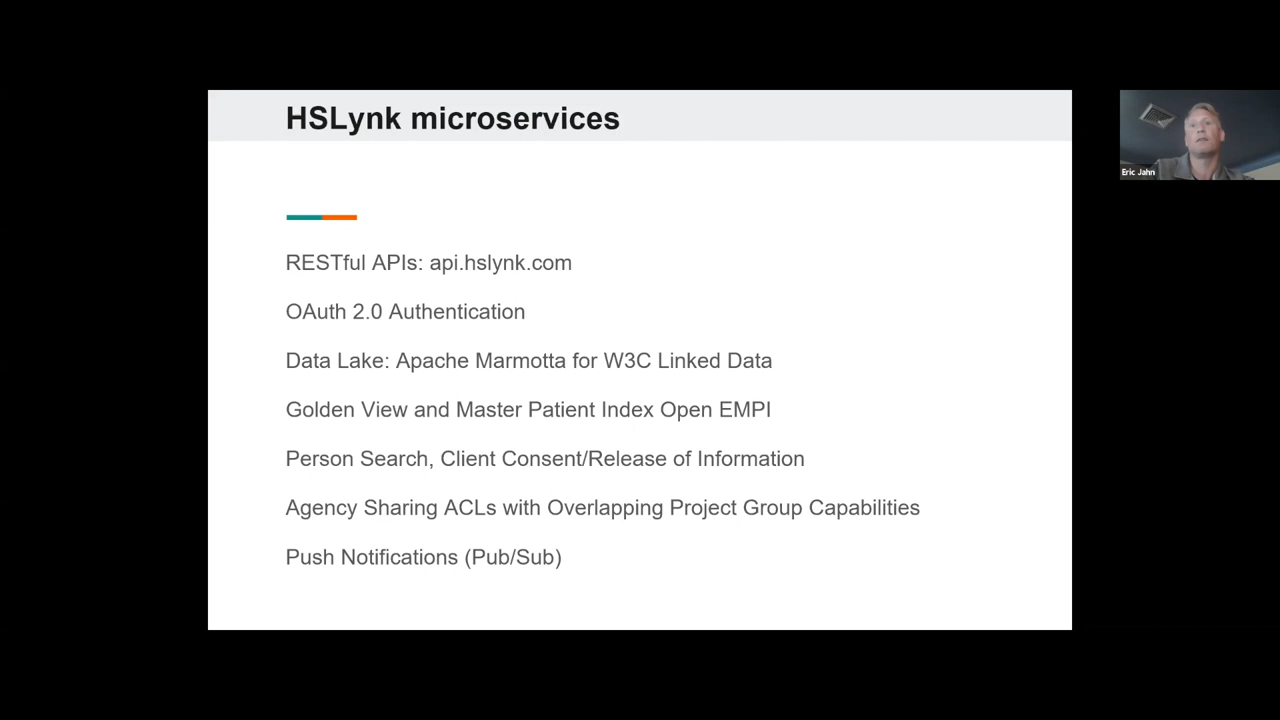 HSLynk microservices
RESTful APIs: api.hslynk.com
OAuth 2.0 Authentication
Data Lake: Apache Marmotta for W3C Linked Data
Golden View and Master Patient Index Open EMPI
Person Search, Client Consent/Release of Information
Agency Sharing ACLs with Overlapping Project Group Capabilities
Push Notifications (Pub/Sub)
Eric Jahn